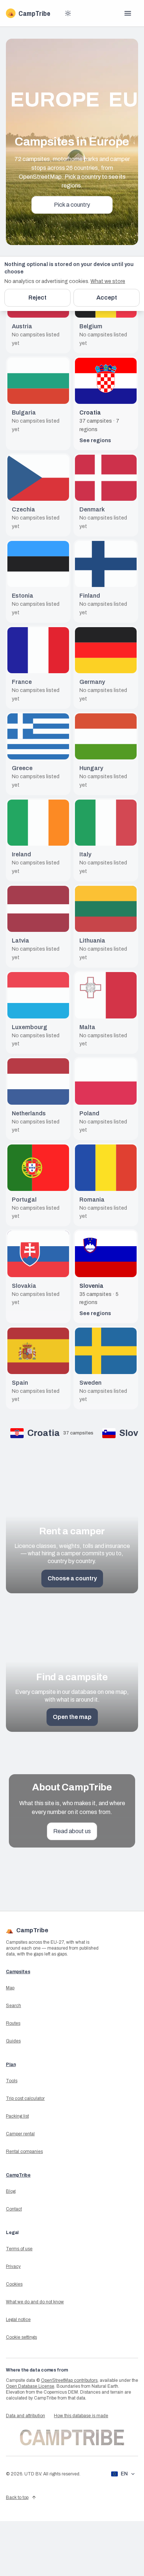 CampTribe
EUROPE
Campsites in Europe
72 campsites, motorhome parks and camper
stops across 26 countries, from
OpenStreetMap. Pick a country to see its
regions.
Pick a country
Nothing optional is stored on your device until you
choose
No analytics or advertising cookies. What we store
Reject
Accept
Austria
No campsites listed
yet
Belgium
No campsites listed
yet
Bulgaria
No campsites listed
yet
Croatia
37 campsites · 7
regions
See regions
Czechia
No campsites listed
yet
Denmark
No campsites listed
yet
Estonia
No campsites listed
yet
Finland
No campsites listed
yet
France
No campsites listed
yet
Germany
No campsites listed
yet
Greece
No campsites listed
yet
Hungary
No campsites listed
yet
Ireland
No campsites listed
yet
Italy
No campsites listed
yet
Latvia
No campsites listed
yet
Lithuania
No campsites listed
yet
Luxembourg
No campsites listed
yet
Malta
No campsites listed
yet
Netherlands
No campsites listed
yet
Poland
No campsites listed
yet
Portugal
No campsites listed
yet
Romania
No campsites listed
yet
Slovakia
No campsites listed
yet
Slovenia
35 campsites · 5
regions
See regions
Spain
No campsites listed
yet
Sweden
No campsites listed
yet
Croatia 37 campsites Slov
Rent a camper
Licence classes, weights, tolls and insurance
— what hiring a camper commits you to,
country by country.
Choose a country
Find a campsite
Every campsite in our database on one map,
with what is around it.
Open the map
About CampTribe
What this site is, who makes it, and where
every number on it comes from.
Read about us
CampTribe
Campsites across the EU-27, with what is
around each one — measured from published
data, with the gaps left as gaps.
Campsites
Map
Search
Routes
Guides
Plan
Tools
Trip cost calculator
Packing list
Camper rental
Rental companies
CampTribe
Blog
Contact
Legal
Terms of use
Privacy
Cookies
What we do and do not know
Legal notice
Cookie settings
Where the data comes from
Campsite data © OpenStreetMap contributors, available under the
Open Database License. Boundaries from Natural Earth.
Elevation from the Copernicus DEM. Distances and terrain are
calculated by CampTribe from that data.
Data and attribution
How this database is made
CAMPTRIBE
© 2026. UTD BV. All rights reserved.
EN
Back to top